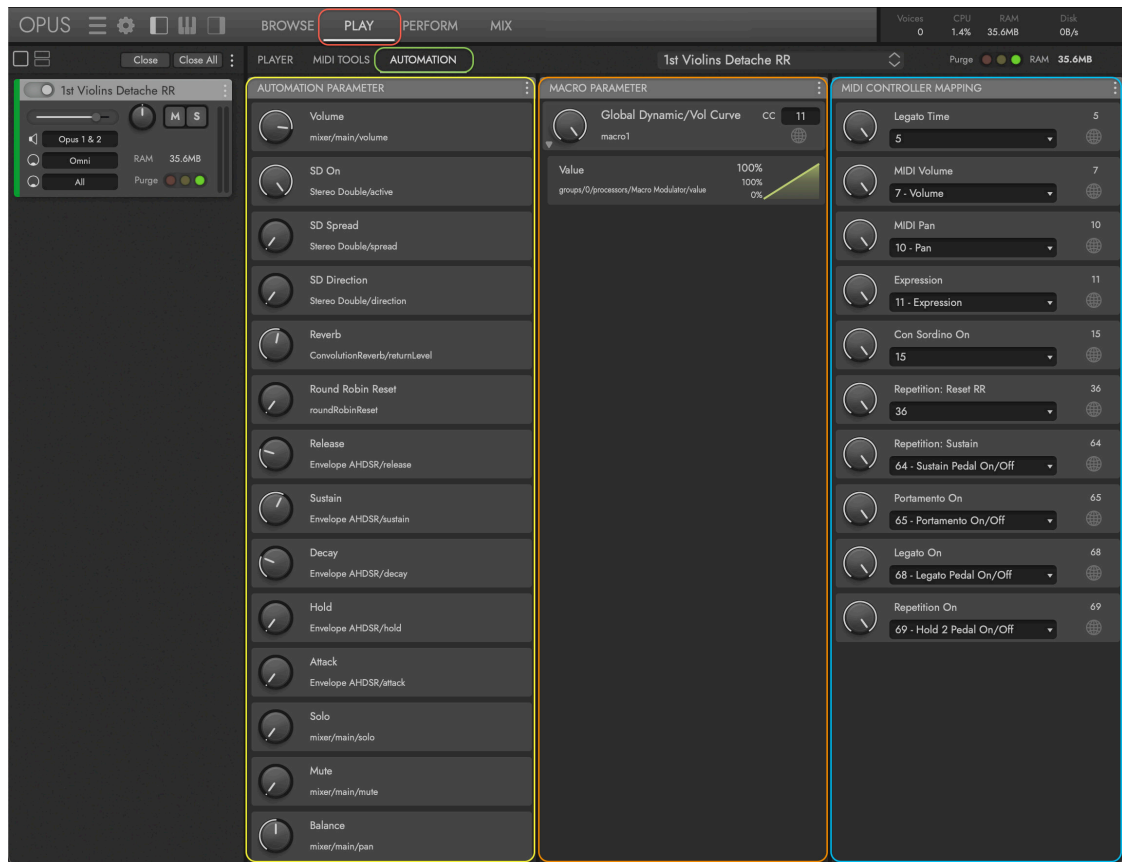 OPUS BROWSE PLAY PERFORM MIX
Voices CPU RAM Disk
0 1.4% 35.6MB 0B/s
Close Close All
PLAYER MIDI TOOLS AUTOMATION
1st Violins Detache RR
Purge RAM 35.6MB
1st Violins Detache RR
M S
Opus 1 & 2
Omni RAM 35.6MB
All Purge
AUTOMATION PARAMETER
Volume
mixer/main/volume
SD On
Stereo Double/active
SD Spread
Stereo Double/spread
SD Direction
Stereo Double/direction
Reverb
ConvolutionReverb/returnLevel
Round Robin Reset
roundRobinReset
Release
Envelope AHDSR/release
Sustain
Envelope AHDSR/sustain
Decay
Envelope AHDSR/decay
Hold
Envelope AHDSR/hold
Attack
Envelope AHDSR/attack
Solo
mixer/main/solo
Mute
mixer/main/mute
Balance
mixer/main/pan
MACRO PARAMETER
Global Dynamic/Vol Curve CC 11
macro1
Value 100%
groups/0/processors/Macro Modulator/value 100%
0%
MIDI CONTROLLER MAPPING
Legato Time 5
5
MIDI Volume 7
7 - Volume
MIDI Pan 10
10 - Pan
Expression 11
11 - Expression
Con Sordino On 15
15
Repetition: Reset RR 36
36
Repetition: Sustain 64
64 - Sustain Pedal On/Off
Portamento On 65
65 - Portamento On/Off
Legato On 68
68 - Legato Pedal On/Off
Repetition On 69
69 - Hold 2 Pedal On/Off